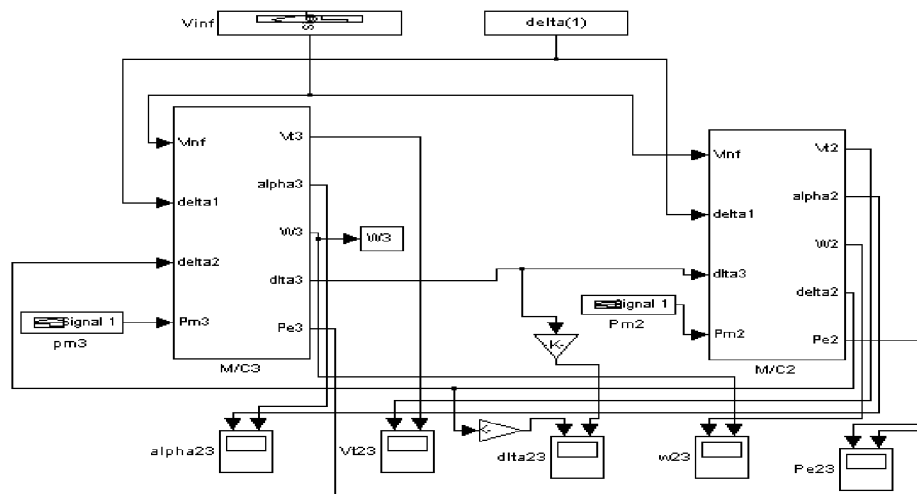 Vinf
delta(1)
Vinf
delta1
delta2
Pm3
Vt3
alpha3
W3
dlta3
Pe3
M/C3
W3
Signal 1
pm3
Signal 1
Pm2
-K-
Vinf
delta1
dlta3
Pm2
Vt2
alpha2
W2
delta2
Pe2
M/C2
alpha23
Vt23
dlta23
w23
Pe23